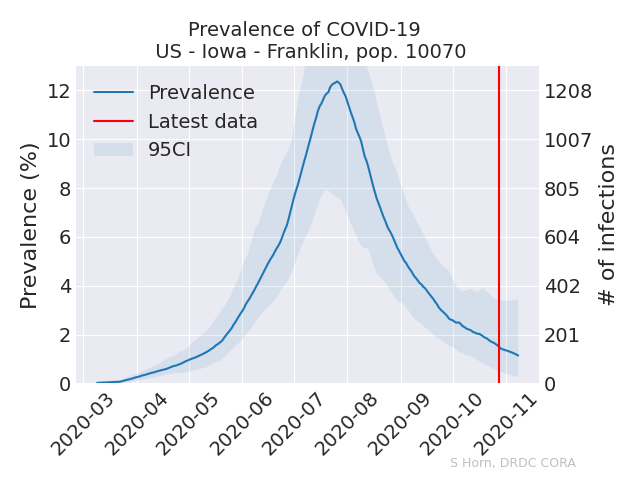 Prevalence of COVID-19
US - Iowa - Franklin, pop. 10070
Prevalence
Latest data
95CI
Prevalence (%)
12
10
8
6
4
2
0
1208
1007
805
604
402
201
0
# of infections
2020-03
2020-04
2020-05
2020-06
2020-07
2020-08
2020-09
2020-10
2020-11
S Horn, DRDC CORA